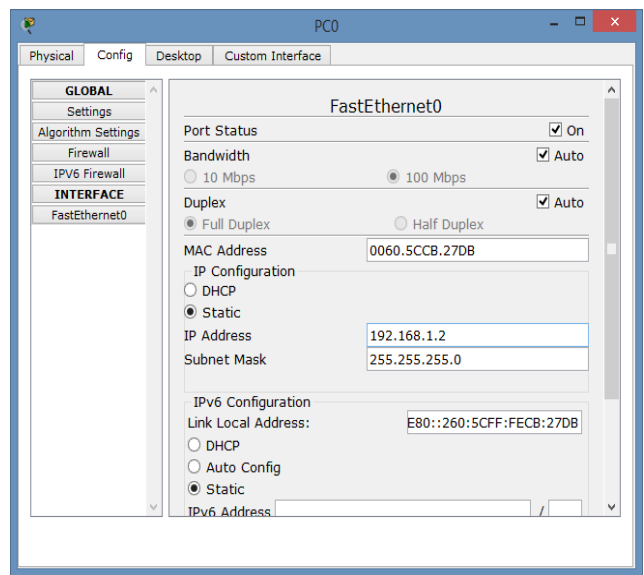 PC0
Physical Config Desktop Custom Interface
GLOBAL
Settings
Algorithm Settings
Firewall
IPV6 Firewall
INTERFACE
FastEthernet0
FastEthernet0
Port Status On
Bandwidth Auto
10 Mbps 100 Mbps
Duplex Auto
Full Duplex Half Duplex
MAC Address 0060.5CCB.27DB
IP Configuration
DHCP
Static
IP Address 192.168.1.2
Subnet Mask 255.255.255.0
IPv6 Configuration
Link Local Address: E80::260:5CFF:FECB:27DB
DHCP
Auto Config
Static
IPv6 Address /